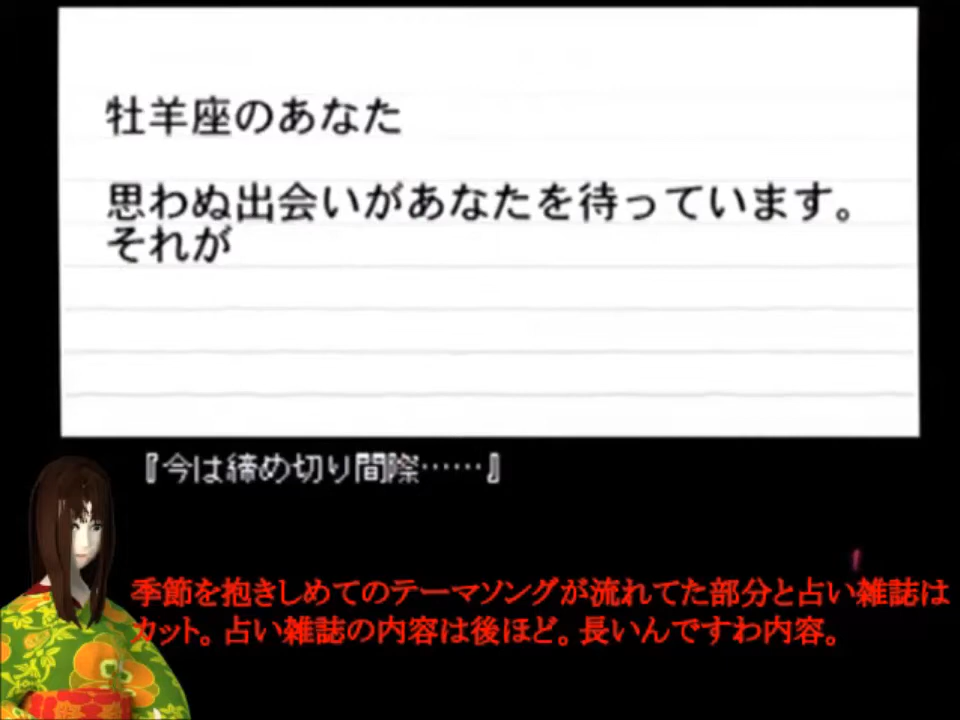 牡羊座のあなた
思わぬ出会いがあなたを待っています。
それが
『今は締め切り間際……』
季節を抱きしめてのテーマソングが流れてた部分と占い雑誌は
カット。占い雑誌の内容は後ほど。長いんですわ内容。